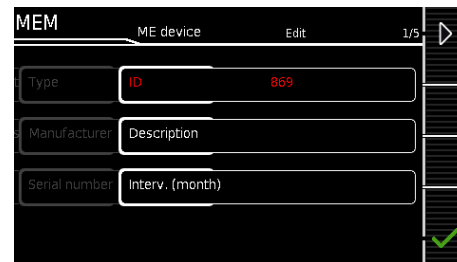 MEM
ME device Edit 1/5
t Type ID 869
s Manufacturer Description
Serial number Interv. (month)